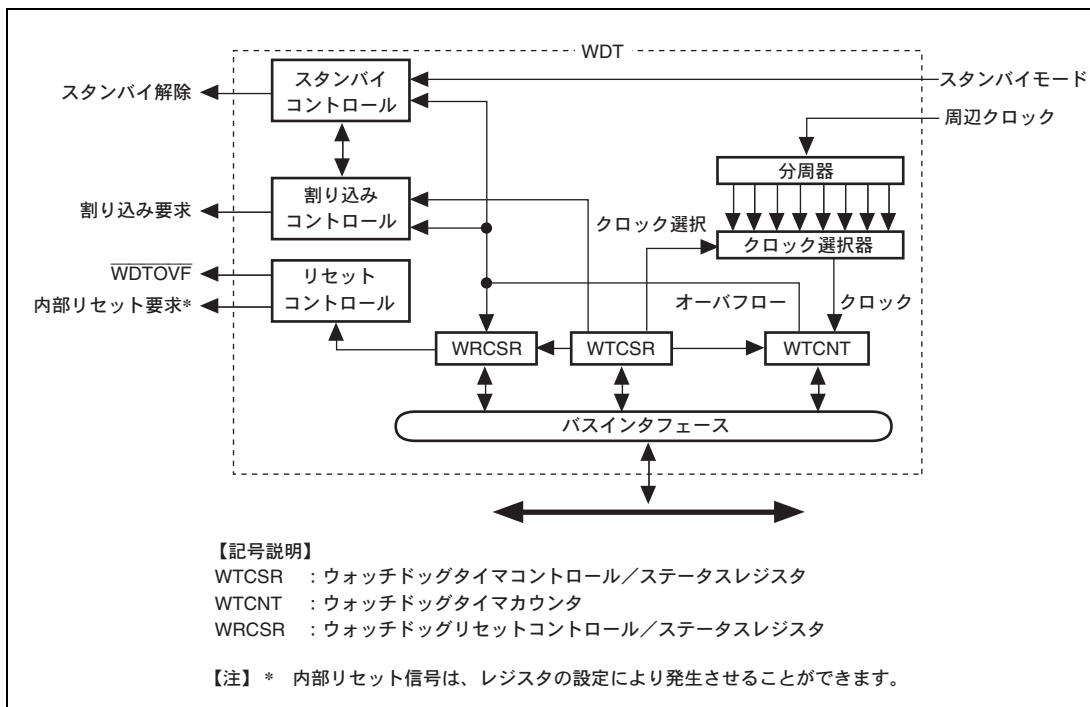 WDT
スタンバイ解除
スタンバイ
コントロール
スタンバイモード
周辺クロック
分周器
割り込み要求
割り込み
コントロール
クロック選択
クロック選択器
WDTOVF
内部リセット要求*
リセット
コントロール
オーバフロー
クロック
WRCSR
WTCSR
WTCNT
バスインタフェース
【記号説明】
WTCSR :ウォッチドッグタイマコントロール/ステータスレジスタ
WTCNT :ウォッチドッグタイマカウンタ
WRCSR :ウォッチドッグリセットコントロール/ステータスレジスタ
【注】 * 内部リセット信号は、レジスタの設定により発生させることができます。